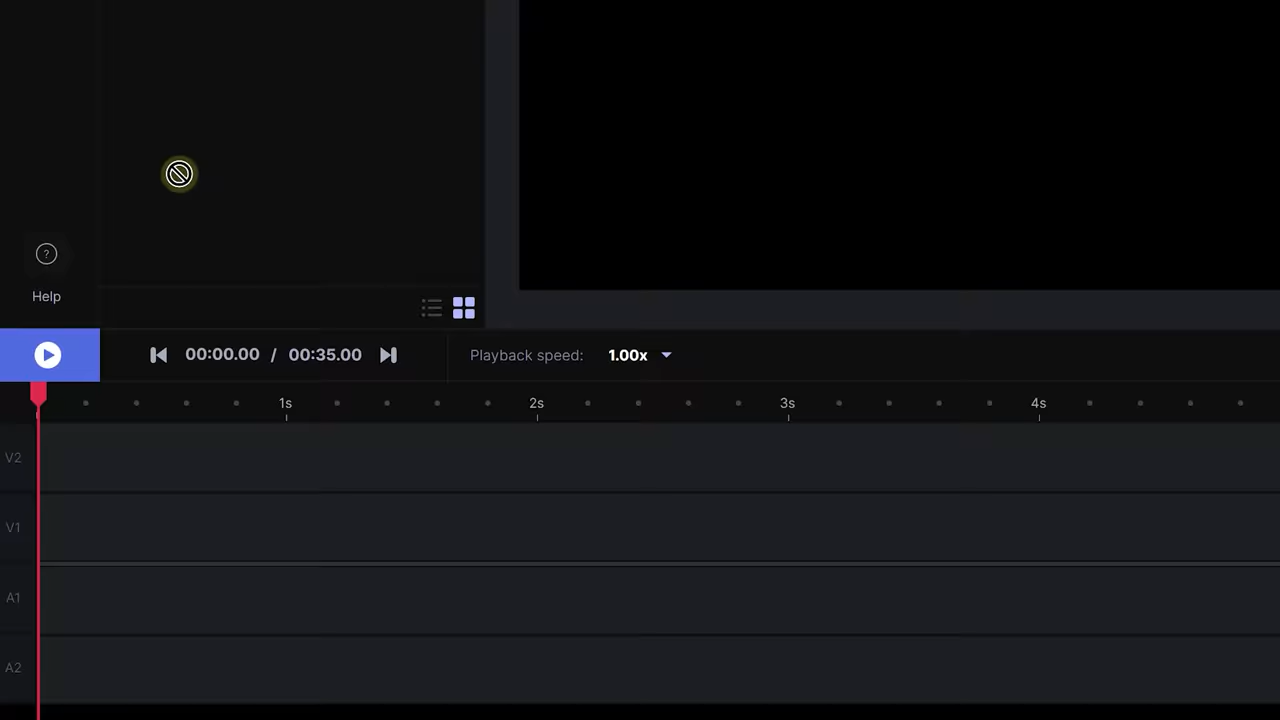 ?
Help
00:00.00 / 00:35.00
Playback speed: 1.00x
1s 2s 3s 4s
V2
V1
A1
A2